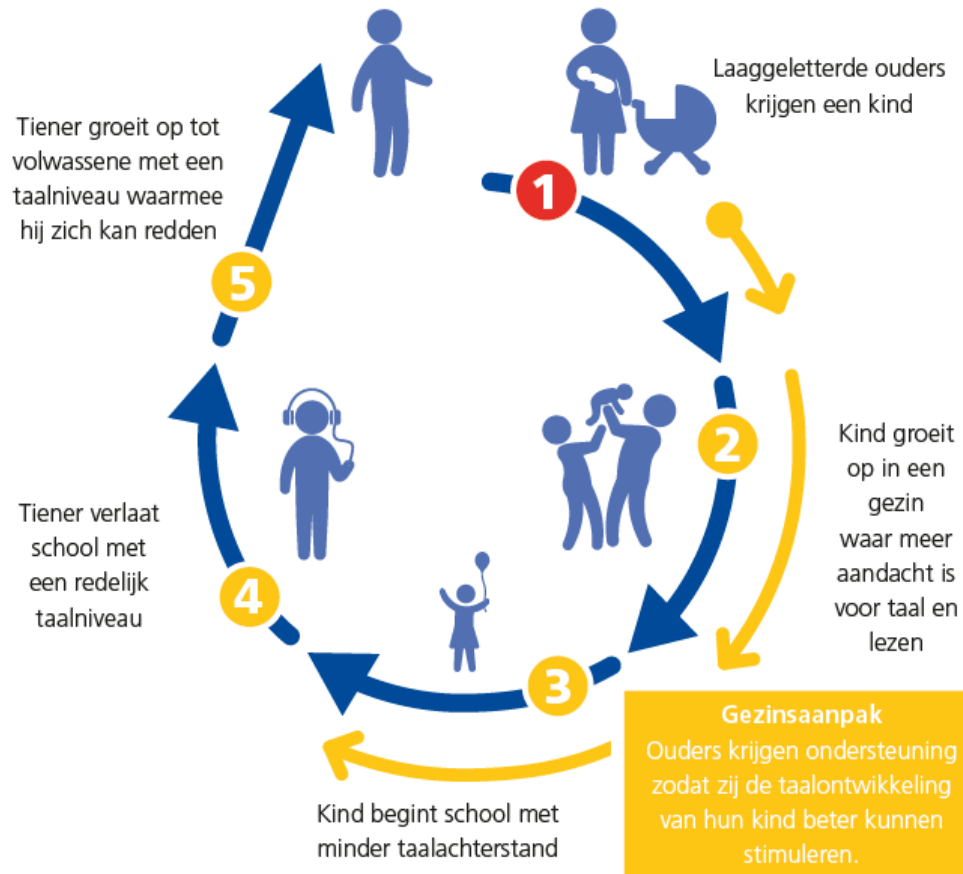 Laaggeletterde ouders
krijgen een kind
1
2
Kind groeit
op in een
gezin
waar meer
aandacht is
voor taal en
lezen
Gezinsaanpak
Ouders krijgen ondersteuning
zodat zij de taalontwikkeling
van hun kind beter kunnen
stimuleren.
3
Kind begint school met
minder taalachterstand
4
Tiener verlaat
school met
een redelijk
taalniveau
5
Tiener groeit op tot
volwassene met een
taalniveau waarmee
hij zich kan redden